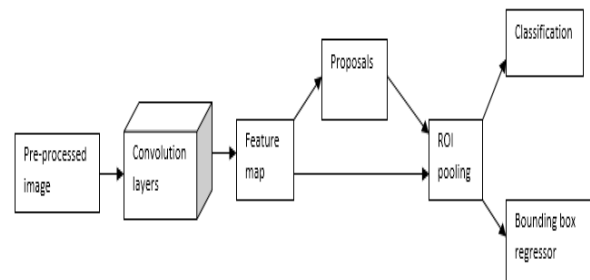 Pre-processed
image
Convolution
layers
Feature
map
Proposals
ROI
pooling
Classification
Bounding box
regressor